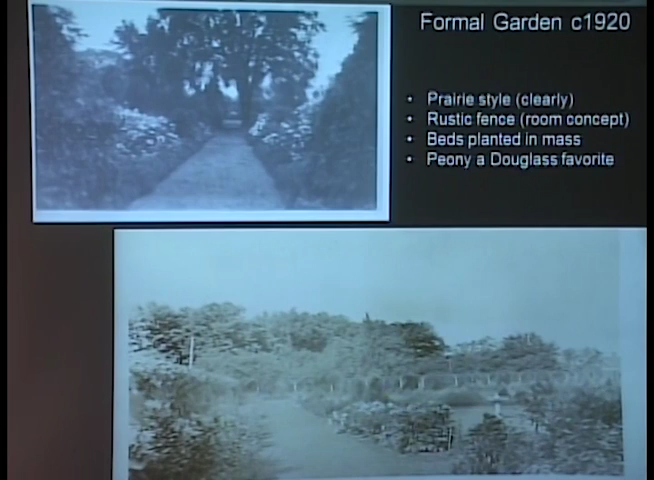 Formal Garden c1920
• Prairie style (clearly)
• Rustic fence (room concept)
• Beds planted in mass
• Peony a Douglass favorite